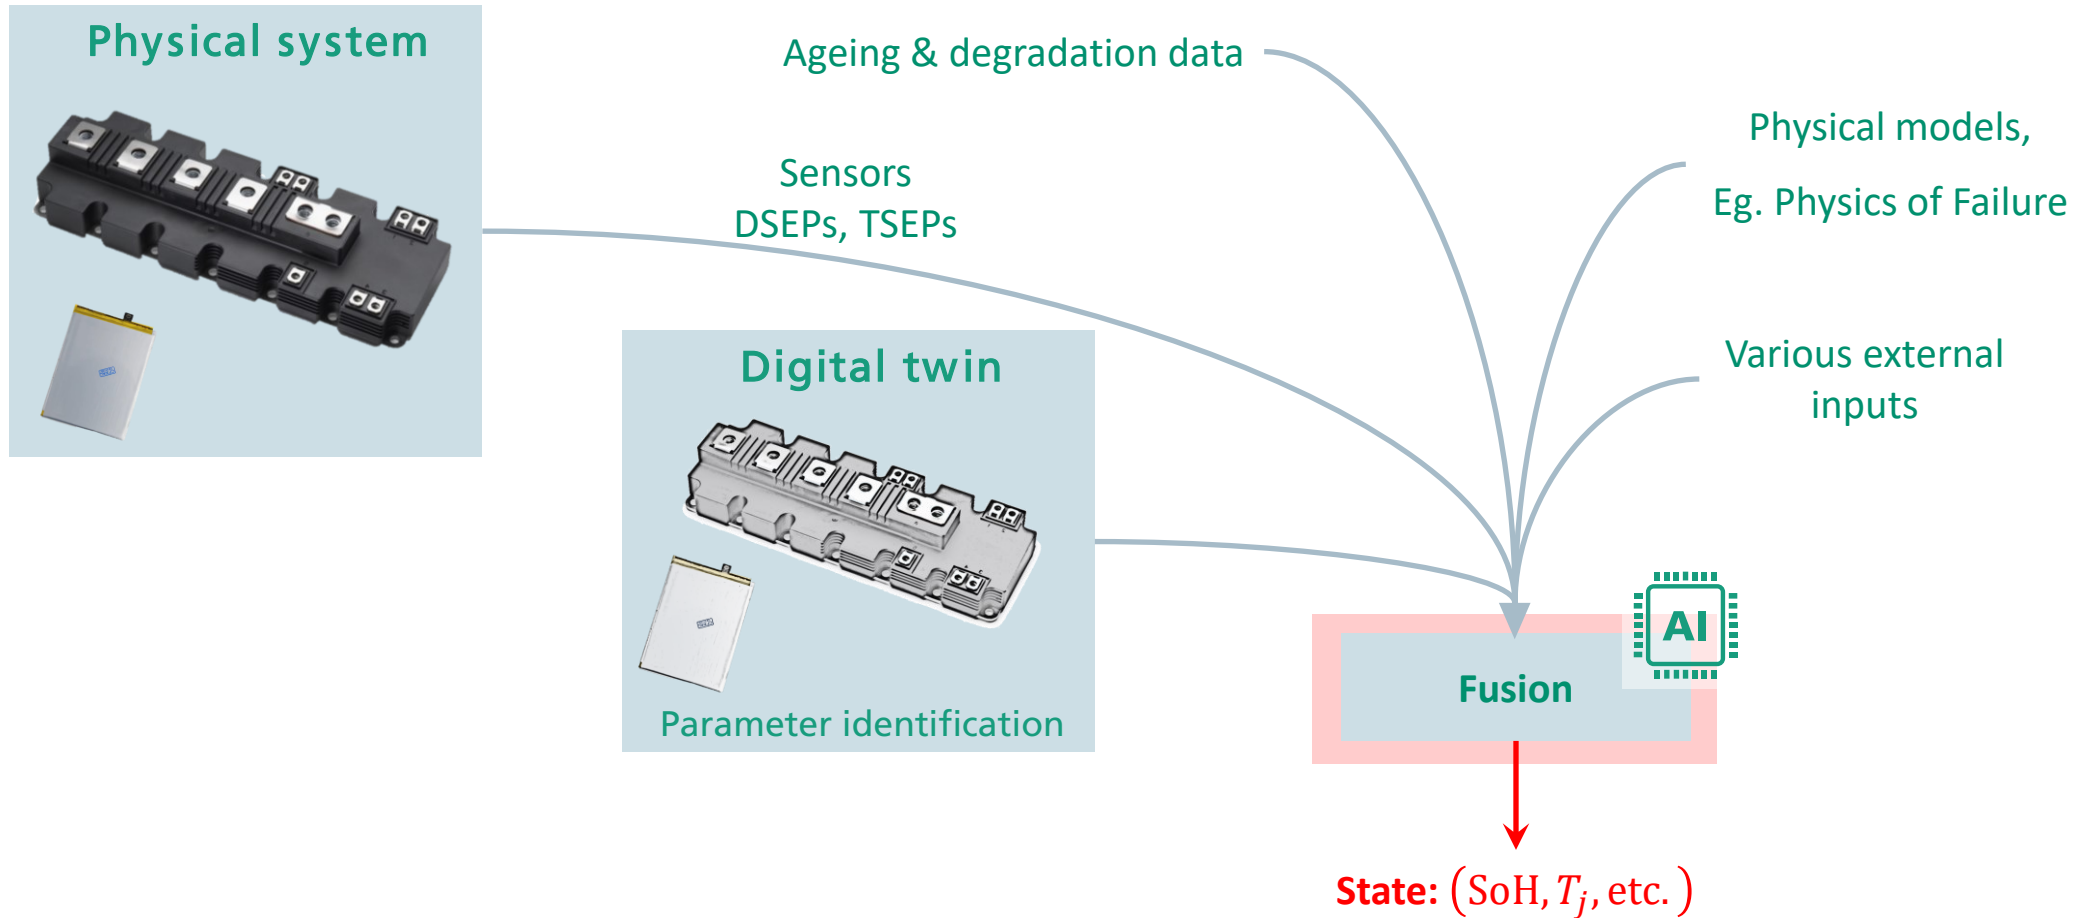 Physical system
Ageing & degradation data
Physical models,
Eg. Physics of Failure
Sensors
DSEPs, TSEPs
Various external
inputs
Digital twin
Parameter identification
AI
Fusion
State: (SoH, T_j, etc. )